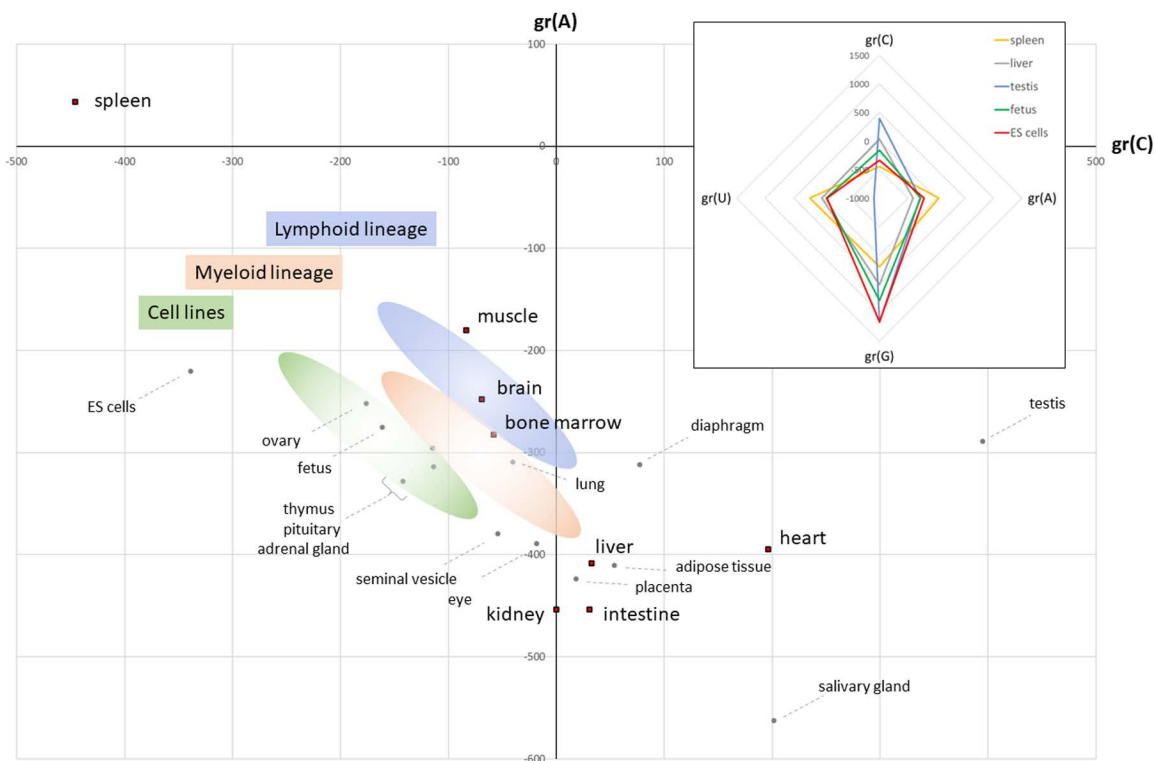 gr(A)
100
spleen
0
-500
-400
-300
-200
-100
0
100
500
gr(C)
-100
Lymphoid lineage
Myeloid lineage
Cell lines
muscle
-200
ES cells
brain
bone marrow
ovary
-300
fetus
lung
diaphragm
testis
thymus
pituitary
adrenal gland
-400
liver
heart
adipose tissue
seminal vesicle
placenta
eye
kidney
intestine
-500
salivary gland
-600
gr(C)
1500
1000
500
0
-500
-1000
gr(U)
gr(A)
gr(G)
spleen
liver
testis
fetus
ES cells